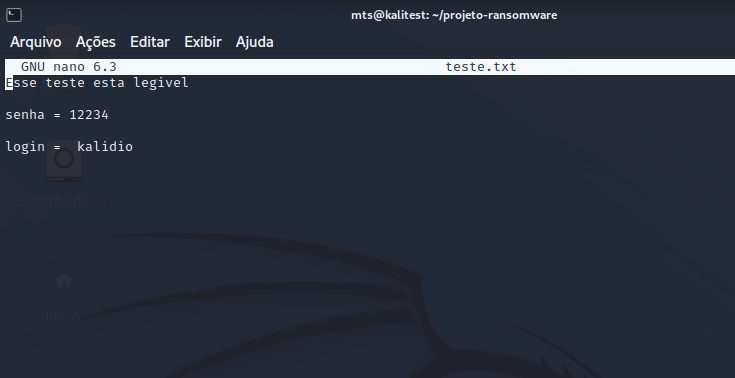 mts@kalitest: ~/projeto-ransomware
Arquivo Ações Editar Exibir Ajuda
GNU nano 6.3 teste.txt
Esse teste esta legivel
senha = 12234
login = kalidio
Sistema de
Início